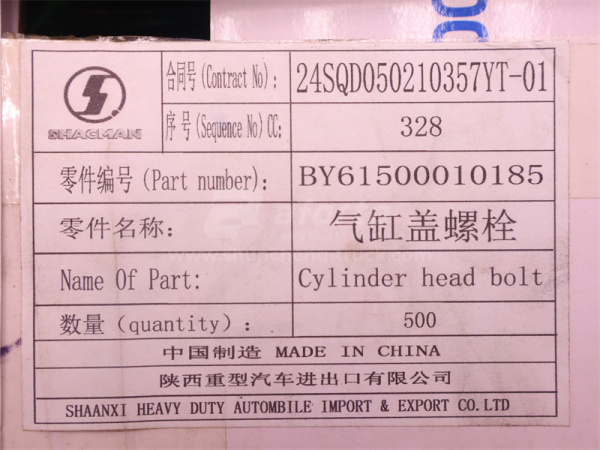 SHACMAN
合同号(Contract No): 24SQD050210357YT-01
序号(Sequence No)CC: 328
零件编号(Part number): BY61500010185
零件名称: 气缸盖螺栓
Name Of Part: Cylinder head bolt
数量(quantity): 500
中国制造 MADE IN CHINA
陕西重型汽车进出口有限公司
SHAANXI HEAVY DUTY AUTOMBILE IMPORT & EXPORT CO.LTD